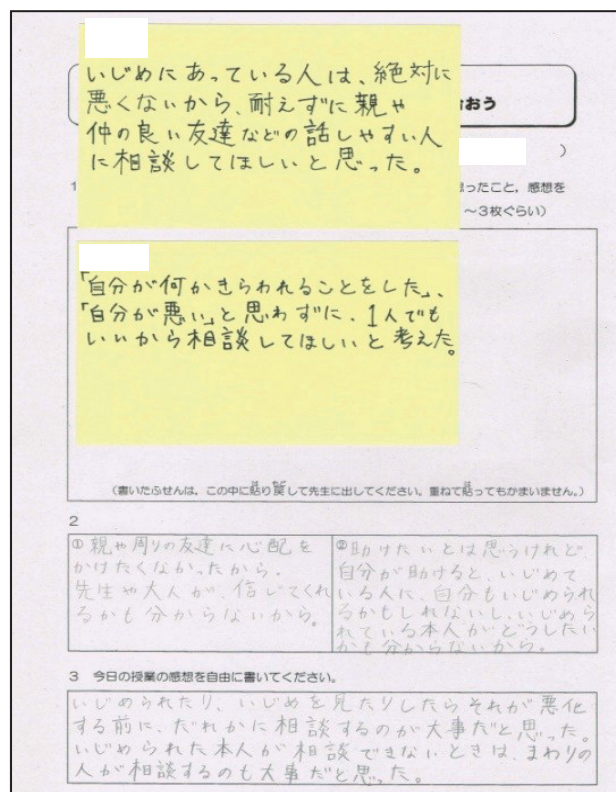 いじめにあっている人は、絶対に
悪くないから、耐えずに親や
仲の良い友達などの話しやすい人
に相談してほしいと思った。
おう
)
1
ったこと，感想を
～3枚ぐらい)
「自分が何かきらわれることをした」、
「自分が悪い」と思わずに、1人でも
いいから相談してほしいと考えた。
(書いたふせんは，この中に貼り戻して先生に出してください。重ねて貼ってもかまいません。)
2
①親や周りの友達に心配を
かけたくなかったから。
先生や大人が、信じてくれ
るかも分からないから。
②助けたいとは思うけれど、
自分が助けると、いじめて
いる人に、自分もいじめられ
るかもしれないし、いじめら
れている本人がどうしたい
かも分からないから。
3 今日の授業の感想を自由に書いてください。
いじめられたり、いじめを見たりしたらそれが悪化
する前に、だれかに相談するのが大事だと思った。
いじめられた本人が相談できないときは、まわりの
人が相談するのも大事だと思った。